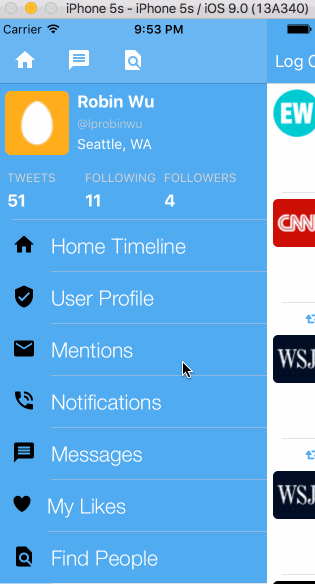 iPhone 5s - iPhone 5s / iOS 9.0 (13A340)
Carrier 9:53 PM
Log
EW
Robin Wu
@lprobinwu
Seattle, WA
TWEETS FOLLOWING FOLLOWERS
51 11 4
CNN
Home Timeline
User Profile
Mentions
WSJ
Notifications
Messages
WSJ
My Likes
Find People